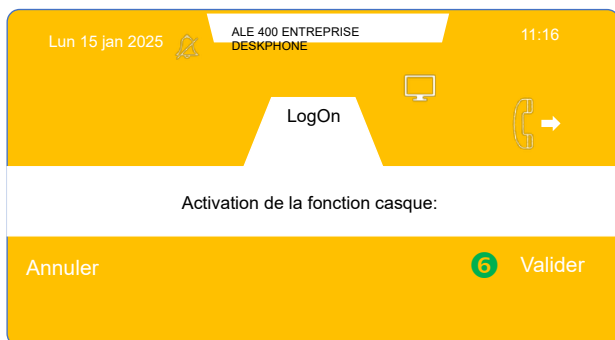 Lun 15 jan 2025
ALE 400 ENTREPRISE
DESKPHONE
11:16
LogOn
Activation de la fonction casque:
Annuler
6 Valider